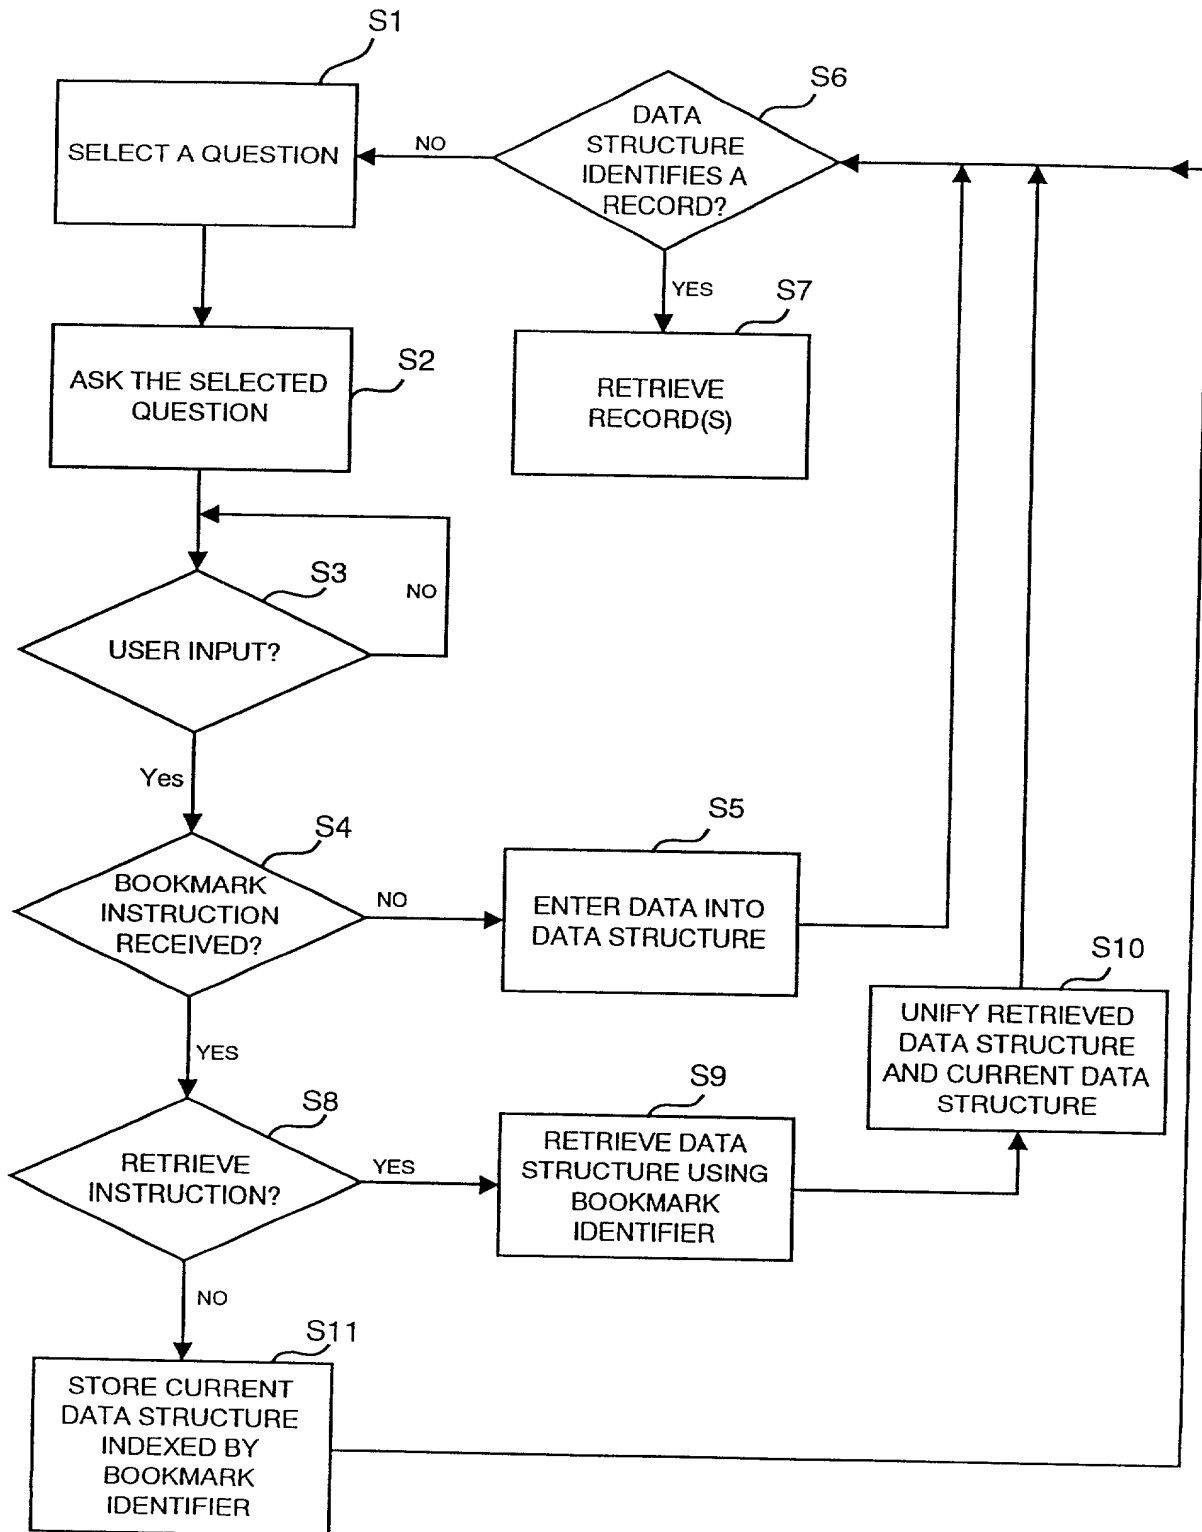 S1
SELECT A QUESTION
NO
DATA
STRUCTURE
IDENTIFIES A
RECORD?
S6
YES
S7
RETRIEVE
RECORD(S)
ASK THE SELECTED
QUESTION
S2
USER INPUT?
S3
NO
Yes
BOOKMARK
INSTRUCTION
RECEIVED?
S4
NO
S5
ENTER DATA INTO
DATA STRUCTURE
YES
RETRIEVE
INSTRUCTION?
S8
YES
S9
RETRIEVE DATA
STRUCTURE USING
BOOKMARK
IDENTIFIER
S10
UNIFY RETRIEVED
DATA STRUCTURE
AND CURRENT DATA
STRUCTURE
NO
S11
STORE CURRENT
DATA STRUCTURE
INDEXED BY
BOOKMARK
IDENTIFIER